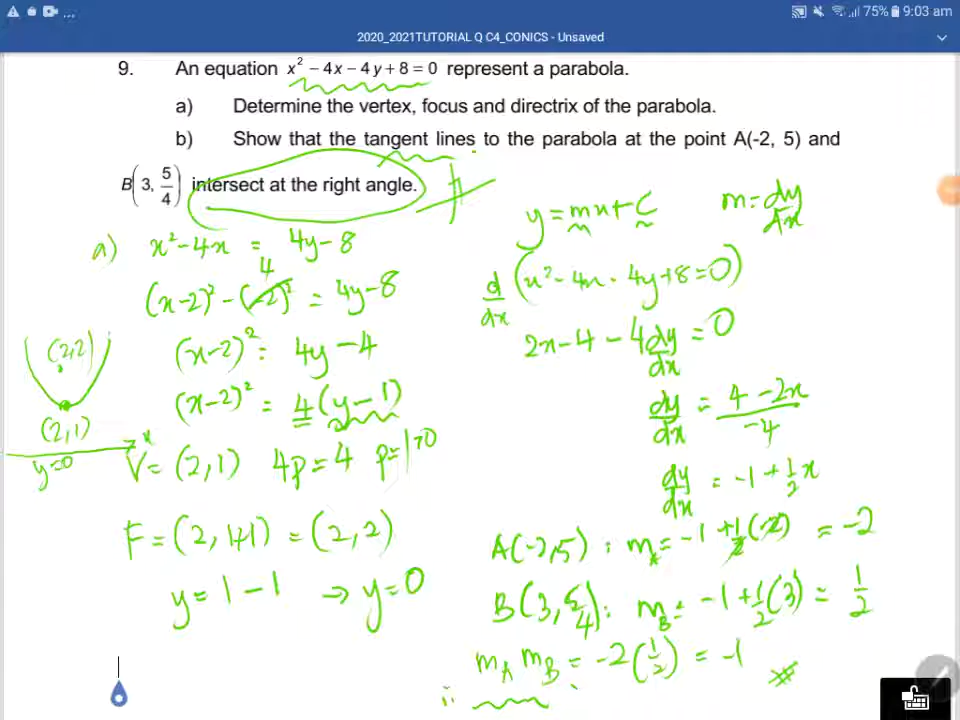 75% 9:03 am
2020_2021TUTORIAL Q C4_CONICS - Unsaved
9. An equation x² - 4x - 4y + 8 = 0 represent a parabola.
a) Determine the vertex, focus and directrix of the parabola.
b) Show that the tangent lines to the parabola at the point A(-2, 5) and
B(3, 5/4) intersect at the right angle.
a) x² - 4x = 4y - 8
(x-2)² - (-2)² = 4y - 8
4
(x-2)² = 4y - 4
(x-2)² = 4(y-1)
V = (2,1) 4p = 4 p = 1 > 0
F = (2, 1+1) = (2,2)
y = 1 - 1 → y = 0
(2,2)
(2,1)
y = 0
x
y = mx + c m = dy/dx
d/dx (x² - 4x - 4y + 8 = 0)
2x - 4 - 4 dy/dx = 0
dy/dx = 4 - 2x / -4
dy/dx = -1 + 1/2 x
A(-2,5) : m_A = -1 + 1/2(-2) = -2
B(3, 5/4) : m_B = -1 + 1/2(3) = 1/2
m_A m_B = -2(1/2) = -1
∴